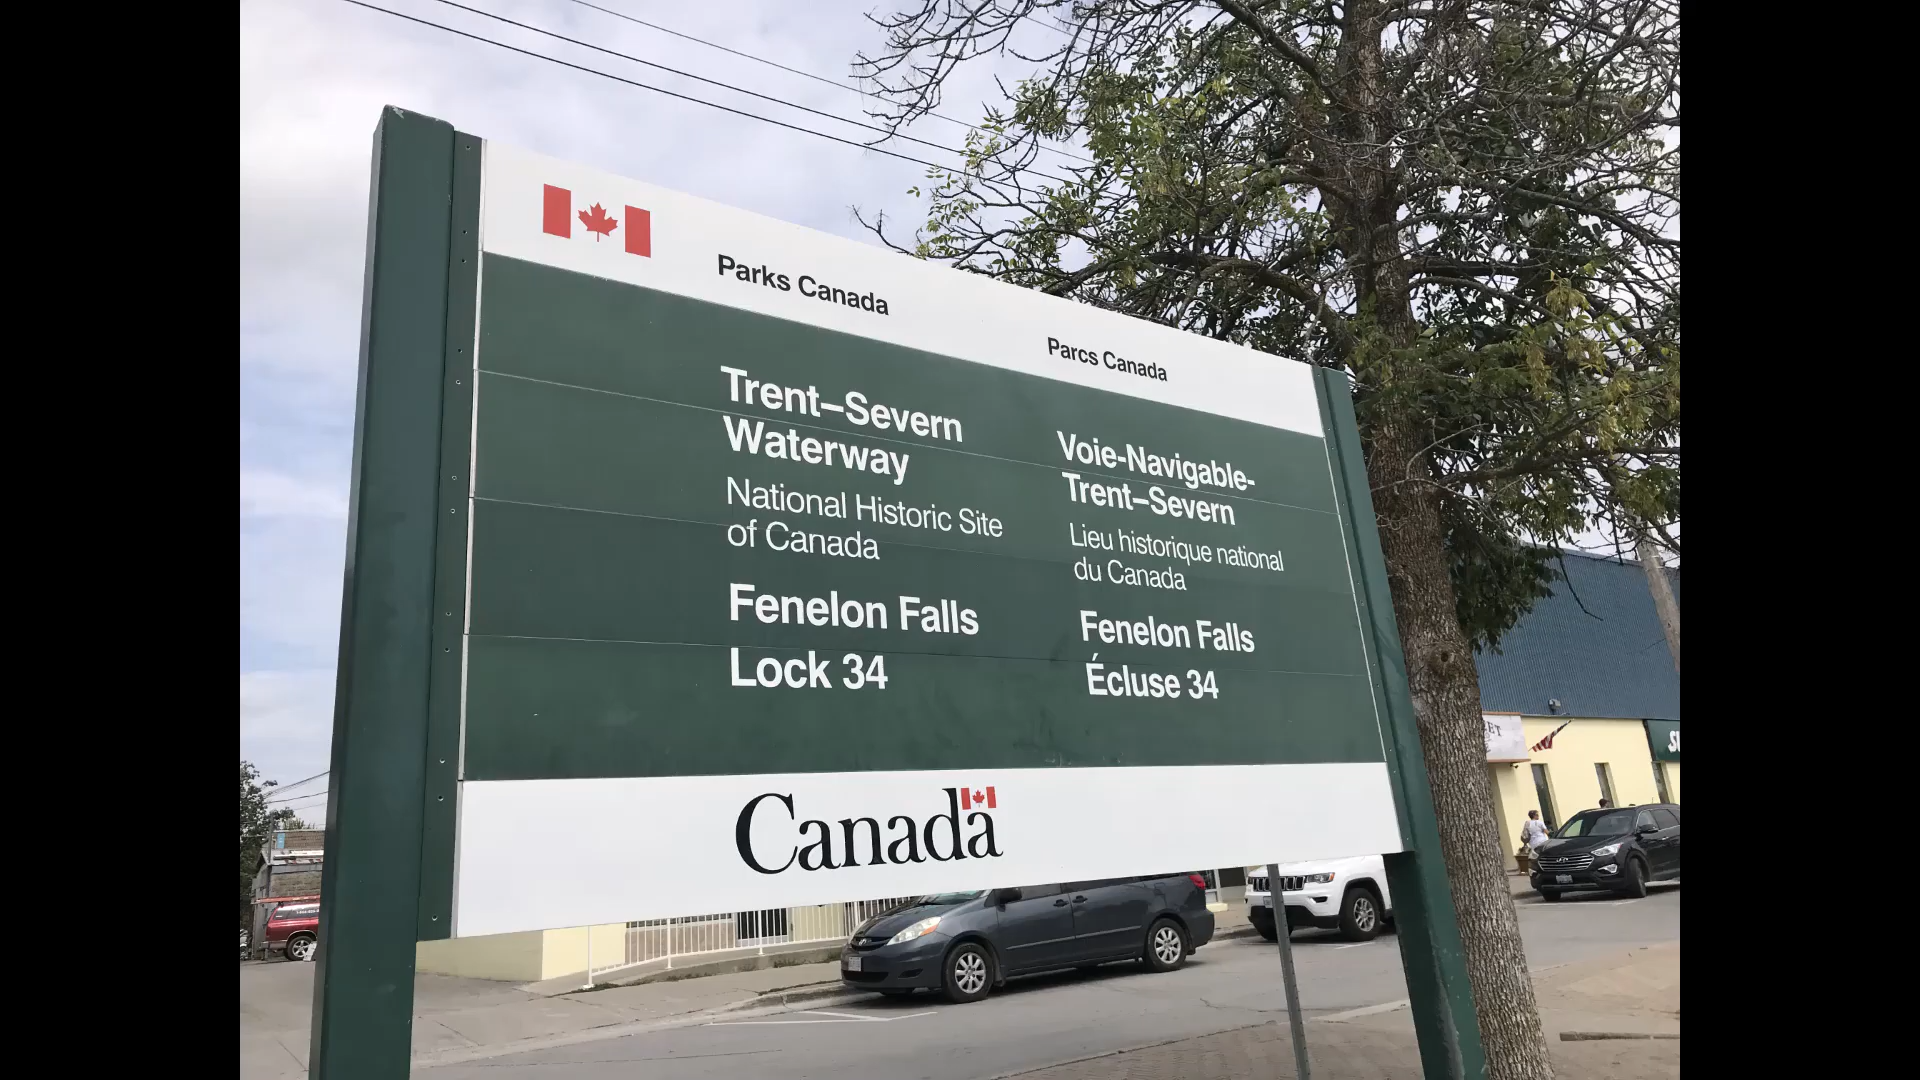 Parks Canada
Parcs Canada
Trent–Severn
Waterway
National Historic Site
of Canada
Fenelon Falls
Lock 34
Voie-Navigable-
Trent–Severn
Lieu historique national
du Canada
Fenelon Falls
Écluse 34
Canada